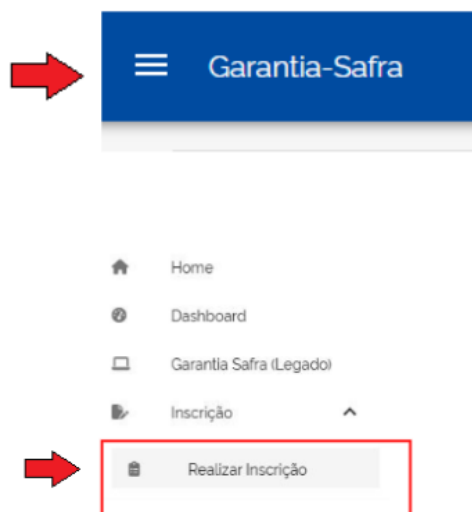 Garantia-Safra
Home
Dashboard
Garantia Safra (Legado)
Inscrição
Realizar Inscrição